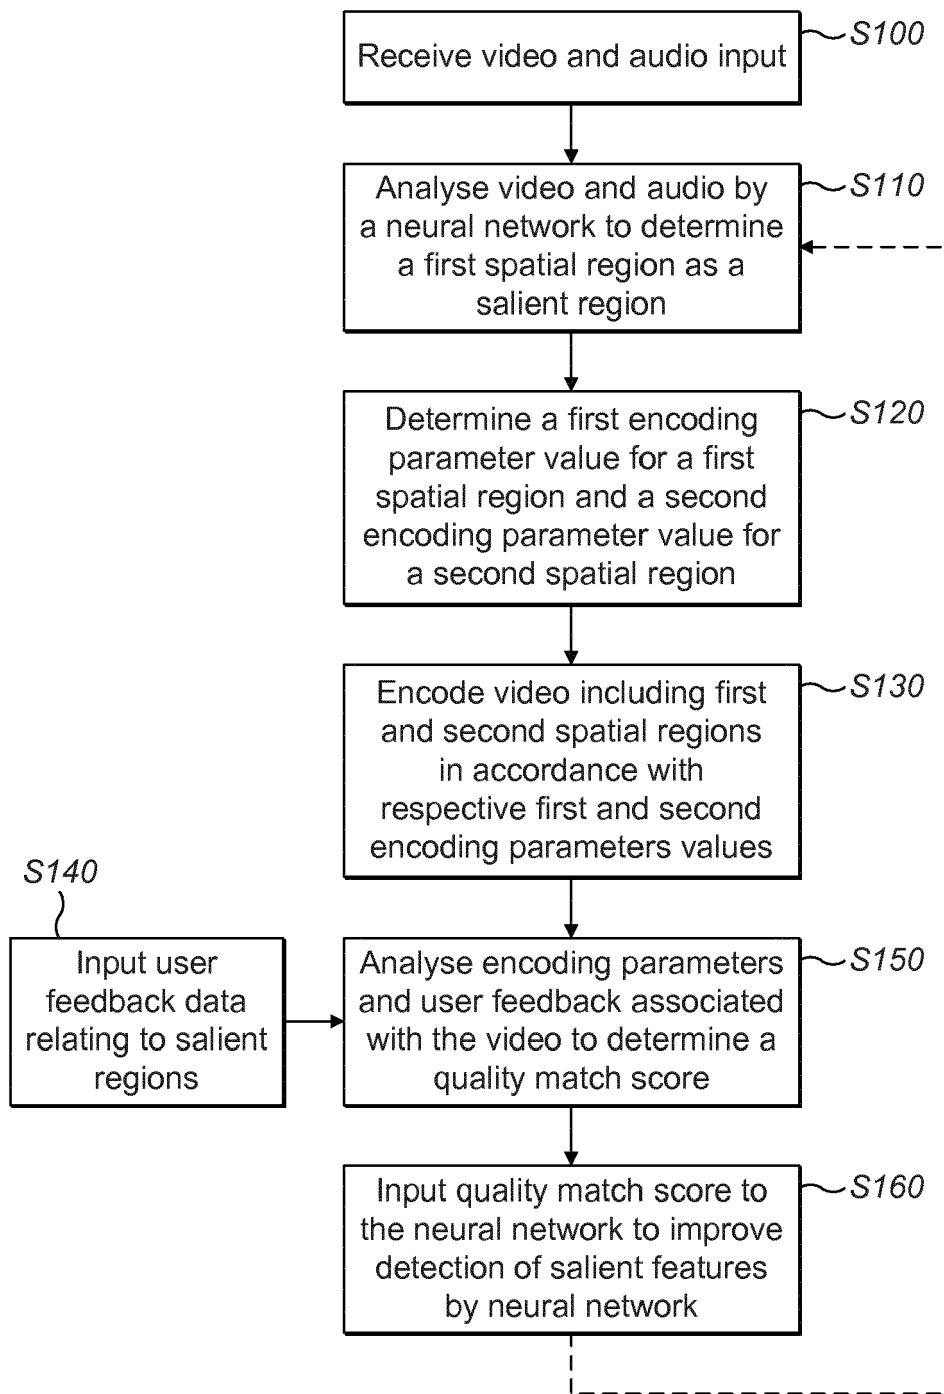 Receive video and audio input
S100
Analyse video and audio by
a neural network to determine
a first spatial region as a
salient region
S110
Determine a first encoding
parameter value for a first
spatial region and a second
encoding parameter value for
a second spatial region
S120
Encode video including first
and second spatial regions
in accordance with
respective first and second
encoding parameters values
S130
S140
Input user
feedback data
relating to salient
regions
Analyse encoding parameters
and user feedback associated
with the video to determine a
quality match score
S150
Input quality match score to
the neural network to improve
detection of salient features
by neural network
S160